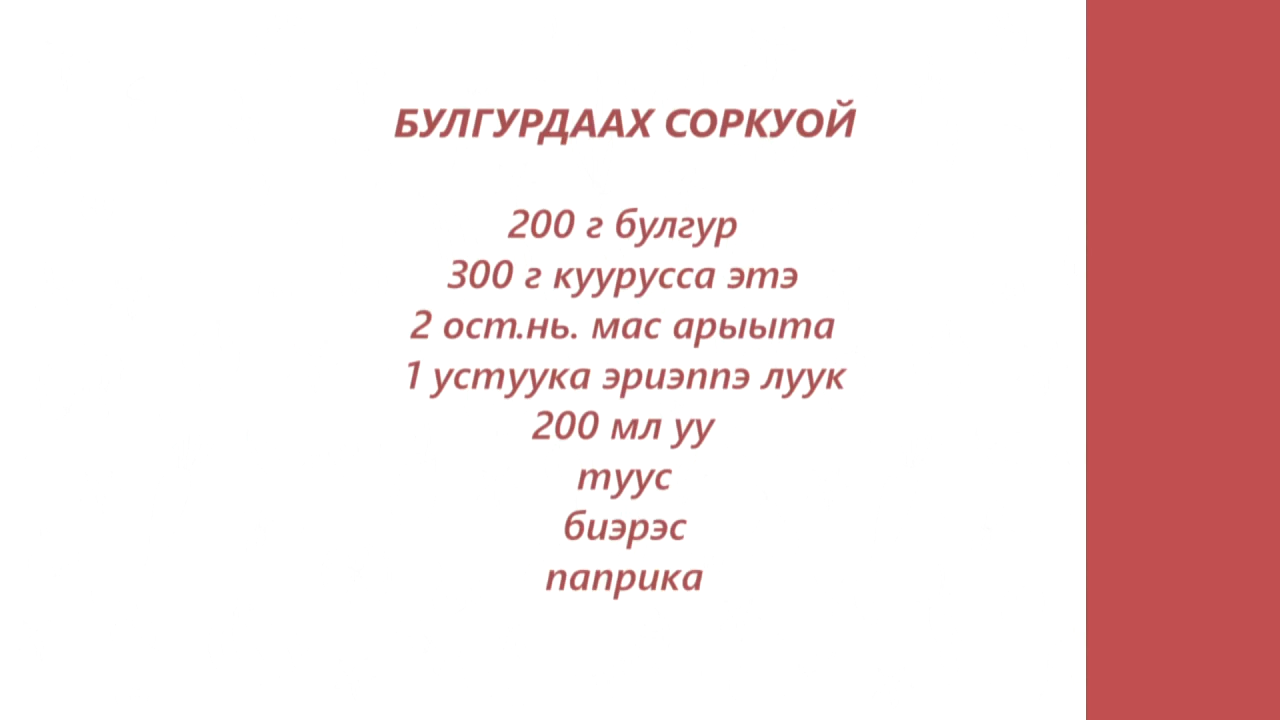 БУЛГУРДААХ СОРКУОЙ
200 г булгур
300 г куурусса этэ
2 ост.нь. мас арыыта
1 устуука эриэппэ луук
200 мл уу
туус
биэрэс
паприка